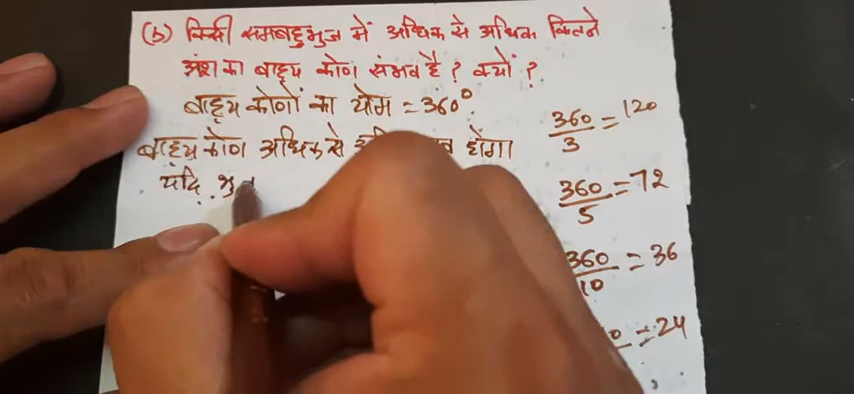 (b) किसी समबहुभुज में अधिक से अधिक कितने
अंश का बाह्य कोण संभव है? क्यों?
बाह्य कोणों का योग = 360°
बाह्य कोण अधिक से होगा
यदि
360/3 = 120
360/5 = 72
360/10 = 36
= 24